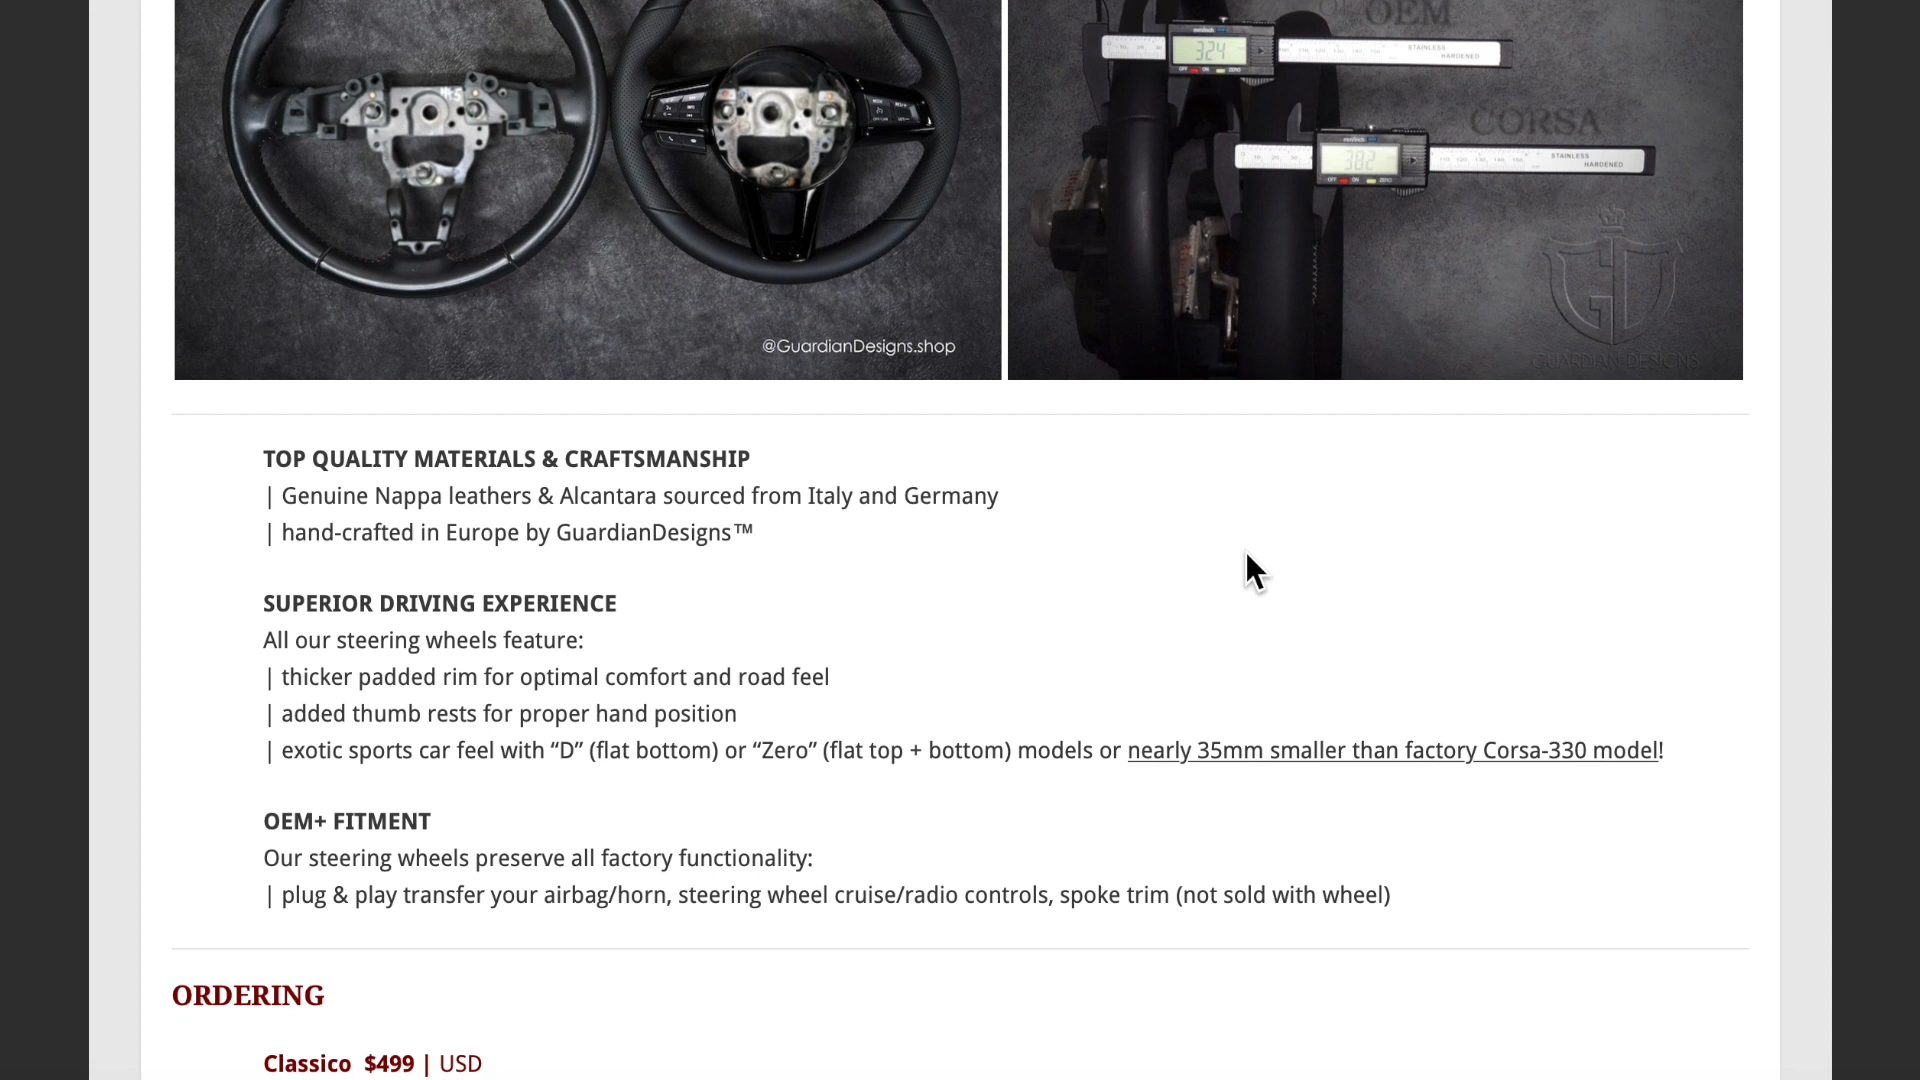 OEM
324
STAINLESS
HARDENED
CORSA
382
STAINLESS
HARDENED
GD
GUARDIAN DESIGNS
@GuardianDesigns.shop
TOP QUALITY MATERIALS & CRAFTSMANSHIP
| Genuine Nappa leathers & Alcantara sourced from Italy and Germany
| hand-crafted in Europe by GuardianDesigns™
SUPERIOR DRIVING EXPERIENCE
All our steering wheels feature:
| thicker padded rim for optimal comfort and road feel
| added thumb rests for proper hand position
| exotic sports car feel with “D” (flat bottom) or “Zero” (flat top + bottom) models or nearly 35mm smaller than factory Corsa-330 model!
OEM+ FITMENT
Our steering wheels preserve all factory functionality:
| plug & play transfer your airbag/horn, steering wheel cruise/radio controls, spoke trim (not sold with wheel)
ORDERING
Classico $499 | USD